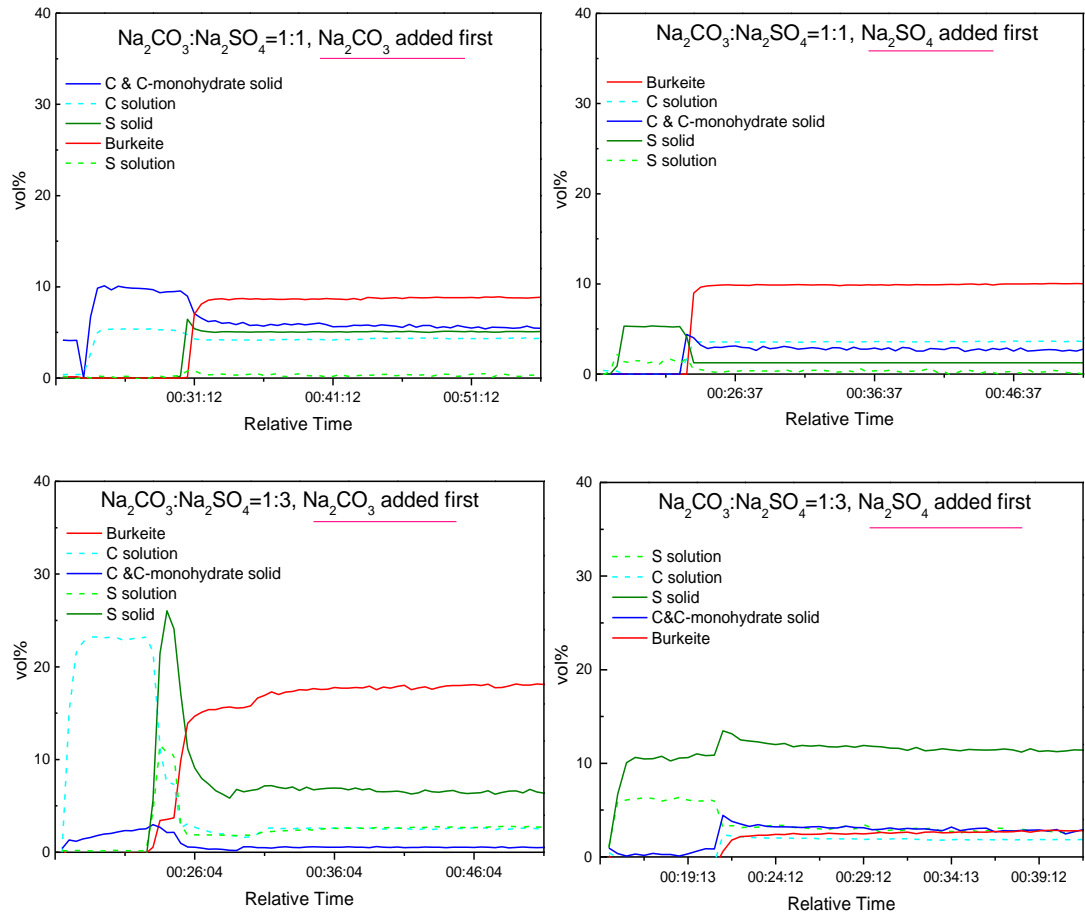 Na₂CO₃:Na₂SO₄=1:1, Na₂CO₃ added first
C & C-monohydrate solid
C solution
S solid
Burkeite
S solution
vol%
40
30
20
10
0
00:31:12 00:41:12 00:51:12
Relative Time
Na₂CO₃:Na₂SO₄=1:1, Na₂SO₄ added first
Burkeite
C solution
C & C-monohydrate solid
S solid
S solution
vol%
40
30
20
10
0
00:26:37 00:36:37 00:46:37
Relative Time
Na₂CO₃:Na₂SO₄=1:3, Na₂CO₃ added first
Burkeite
C solution
C &C-monohydrate solid
S solution
S solid
vol%
40
30
20
10
0
00:26:04 00:36:04 00:46:04
Relative Time
Na₂CO₃:Na₂SO₄=1:3, Na₂SO₄ added first
S solution
C solution
S solid
C&C-monohydrate solid
Burkeite
vol%
40
30
20
10
0
00:19:13 00:24:12 00:29:12 00:34:13 00:39:12
Relative Time